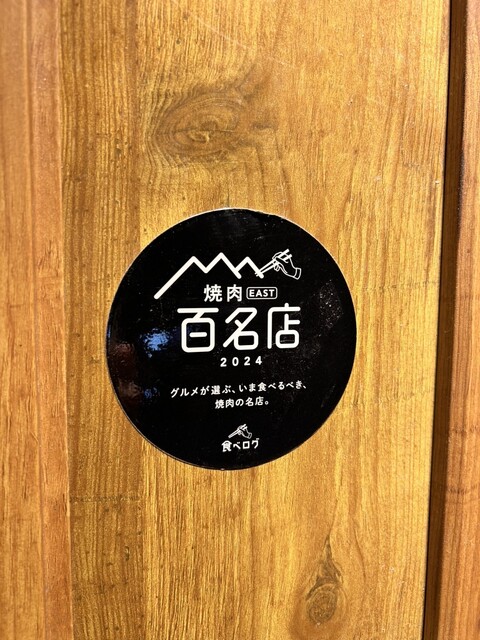 焼肉 EAST
百名店
2024
グルメが選ぶ、いま食べるべき、
焼肉の名店。
食べログ